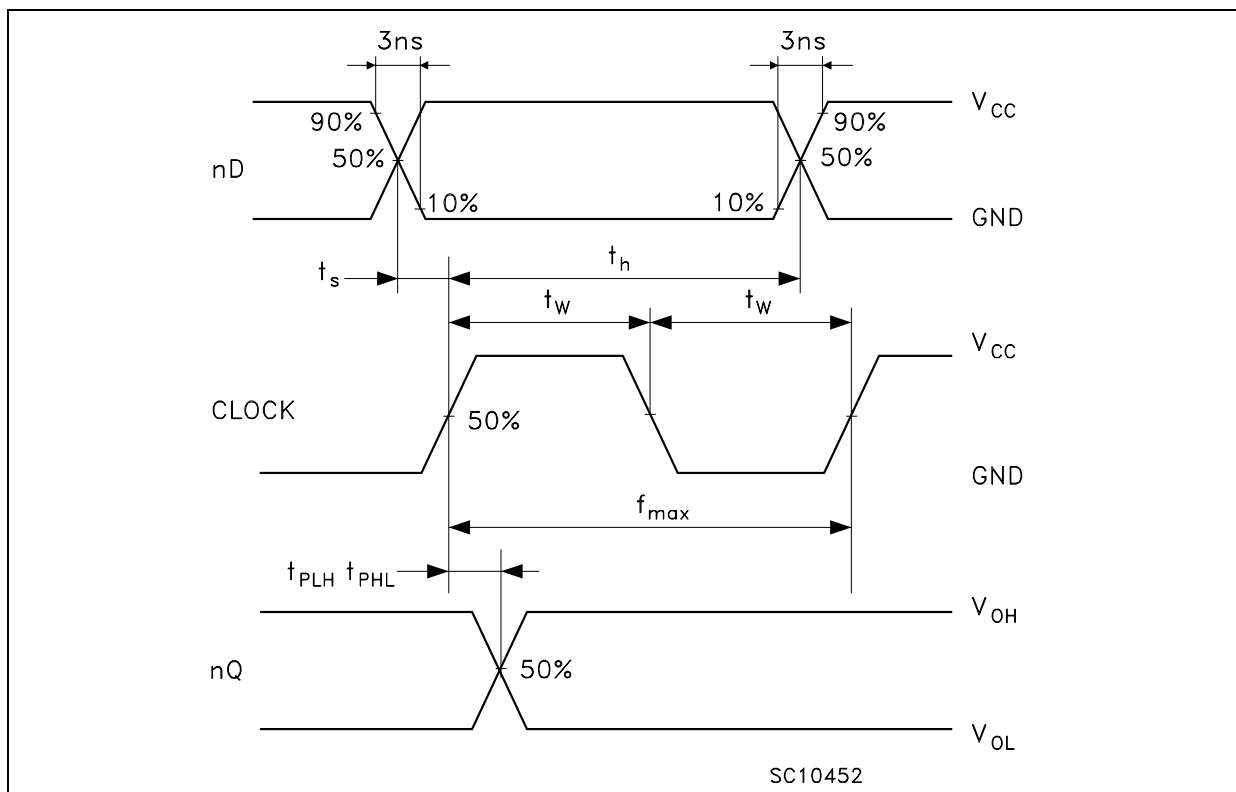 3ns 3ns
V_CC
90% 90%
nD 50% 50%
10% 10%
GND
t_s t_h
t_W t_W
V_CC
CLOCK 50%
GND
f_max
t_PLH t_PHL
V_OH
nQ 50%
V_OL
SC10452